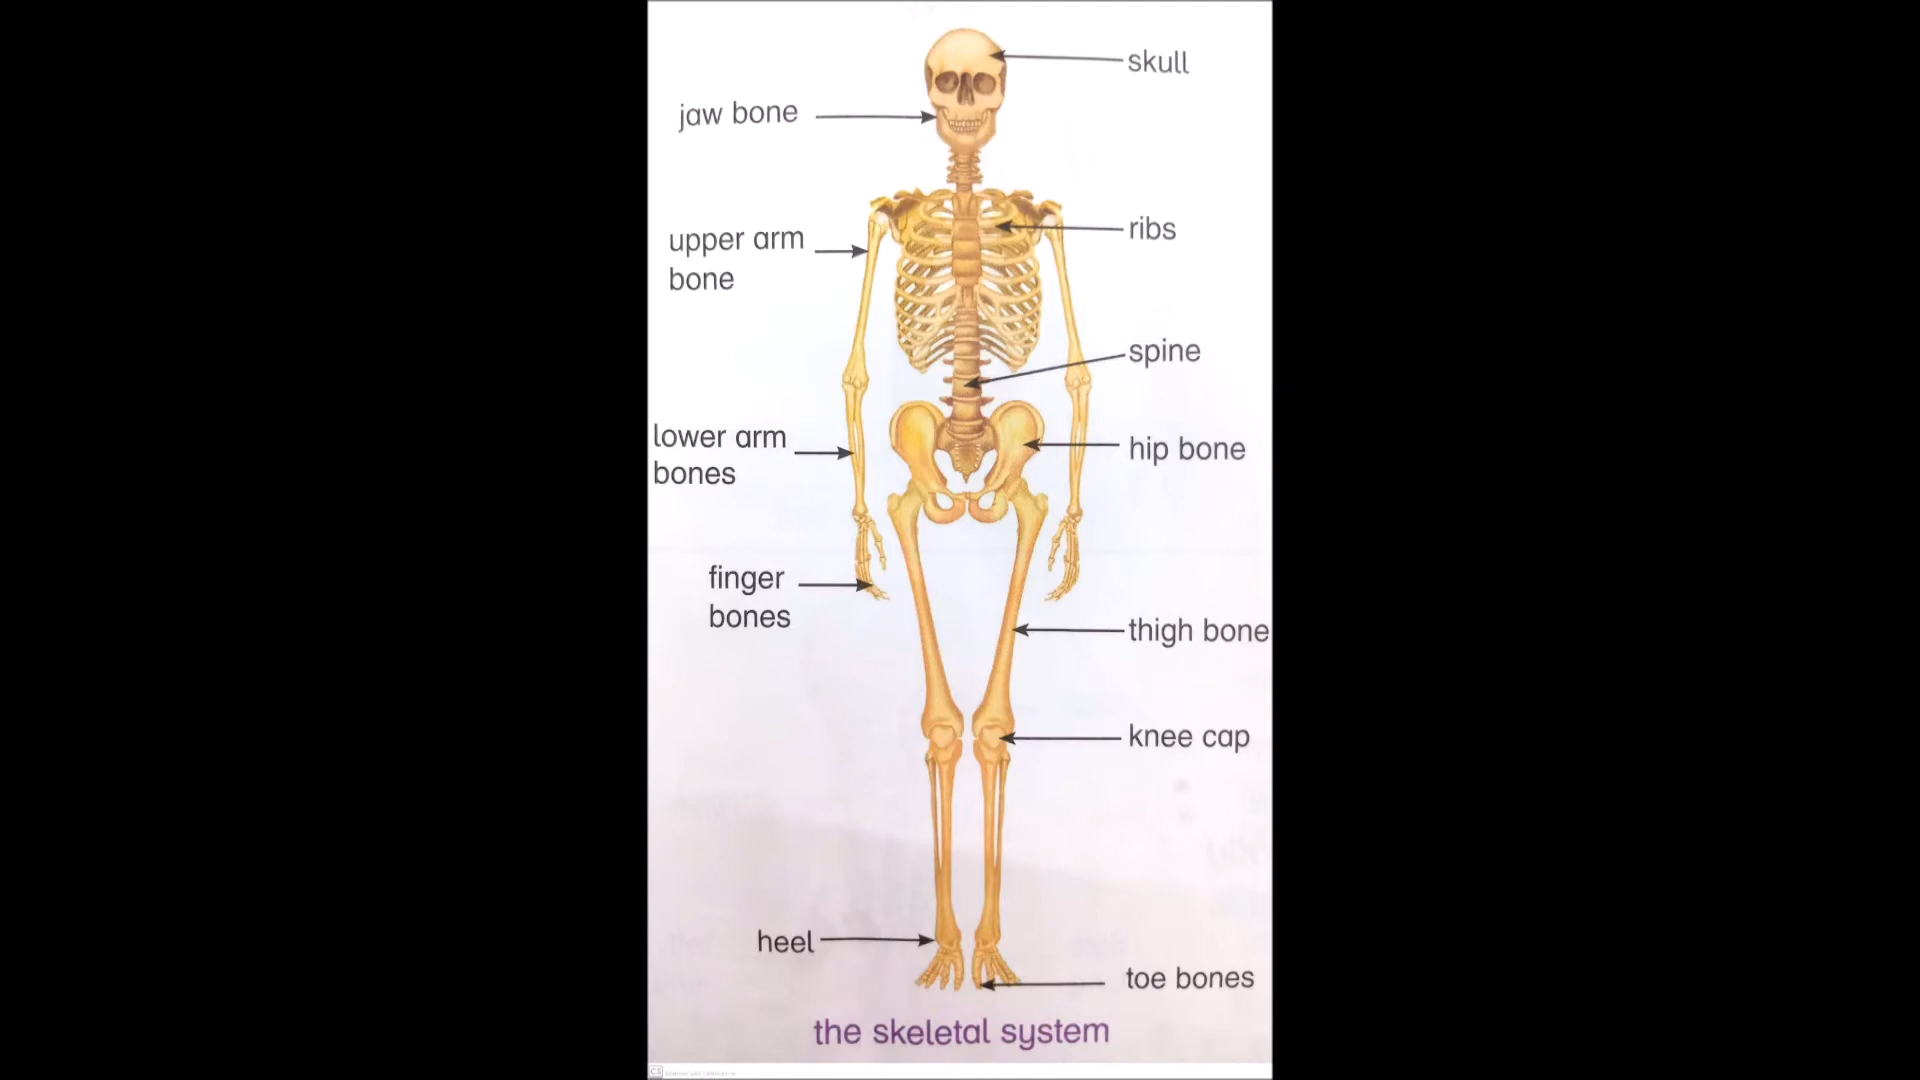 skull
jaw bone
ribs
upper arm
bone
spine
lower arm
bones
hip bone
finger
bones
thigh bone
knee cap
heel
toe bones
the skeletal system
CS